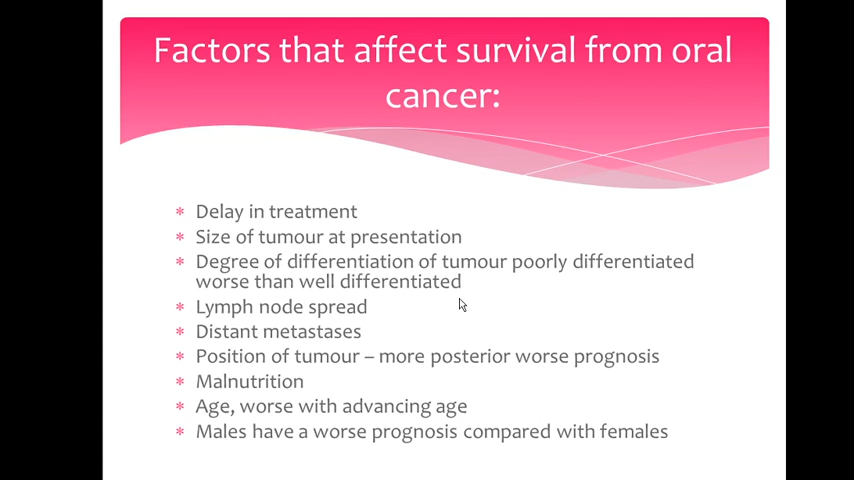 Factors that affect survival from oral
cancer:
* Delay in treatment
* Size of tumour at presentation
* Degree of differentiation of tumour poorly differentiated
worse than well differentiated
* Lymph node spread
* Distant metastases
* Position of tumour – more posterior worse prognosis
* Malnutrition
* Age, worse with advancing age
* Males have a worse prognosis compared with females